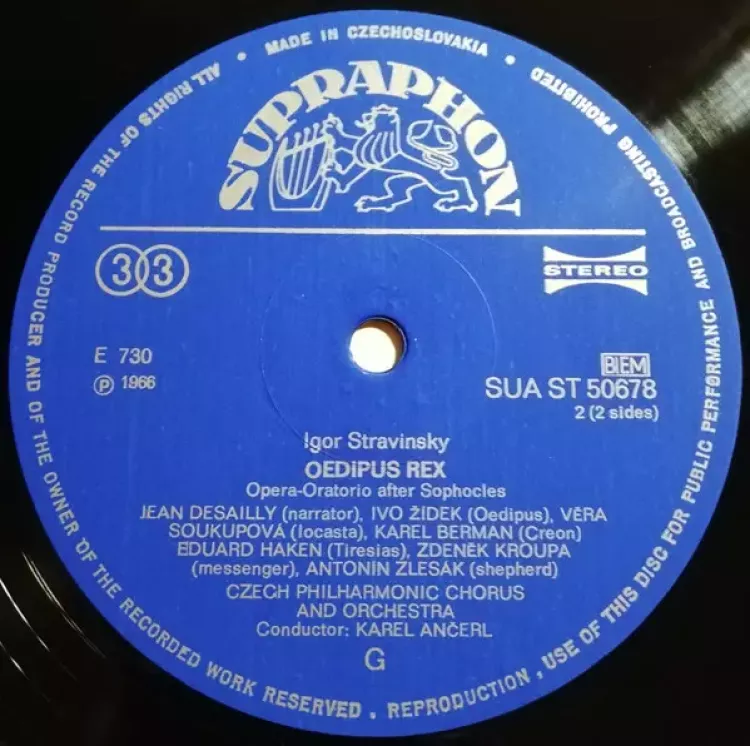 MADE IN CZECHOSLOVAKIA
SUPRAPHON
33
STEREO
E 730
℗ 1966
BIEM
SUA ST 50678
2 (2 sides)
Igor Stravinsky
OEDiPUS REX
Opera-Oratorio after Sophocles
JEAN DESAILLY (narrator), IVO ŽÍDEK (Oedipus), VĚRA
SOUKUPOVÁ (Iocasta), KAREL BERMAN (Creon)
EDUARD HAKEN (Tiresias), ZDENĚK KROUPA
(messenger), ANTONÍN ZLESÁK (shepherd)
CZECH PHILHARMONIC CHORUS
AND ORCHESTRA
Conductor: KAREL ANČERL
G
ALL RIGHTS OF THE RECORD PRODUCER AND OF THE OWNER OF THE RECORDED WORK RESERVED . REPRODUCTION , USE OF THIS DISC FOR PUBLIC PERFORMANCE AND BROADCASTING PROHIBITED